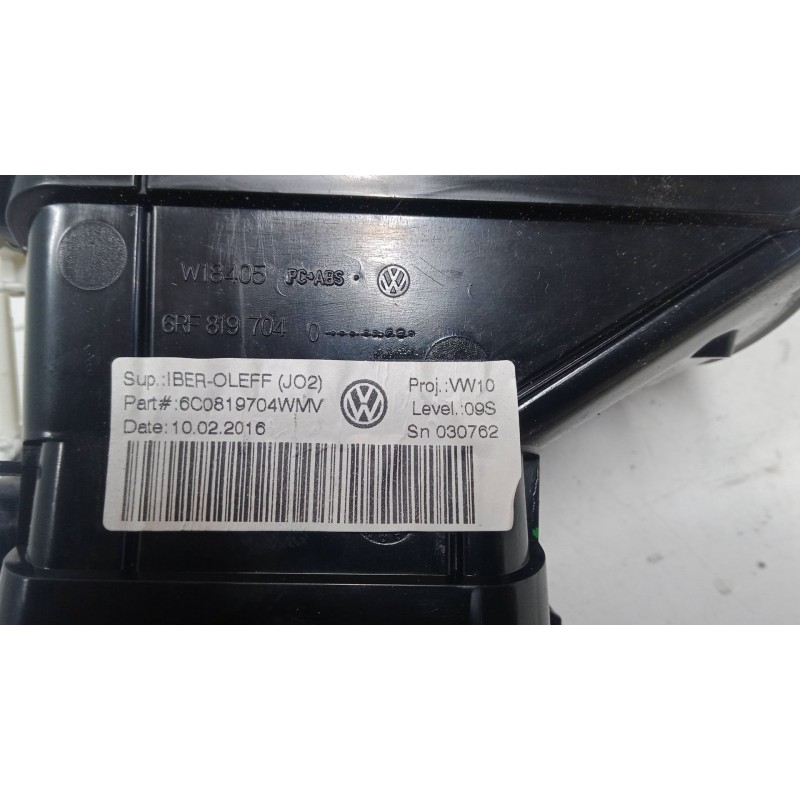 W18405 PC+ABS
6RF 819 704
Sup.:IBER-OLEFF (JO2) Proj.:VW10
Part#:6C0819704WMV Level.:09S
Date:10.02.2016 Sn 030762